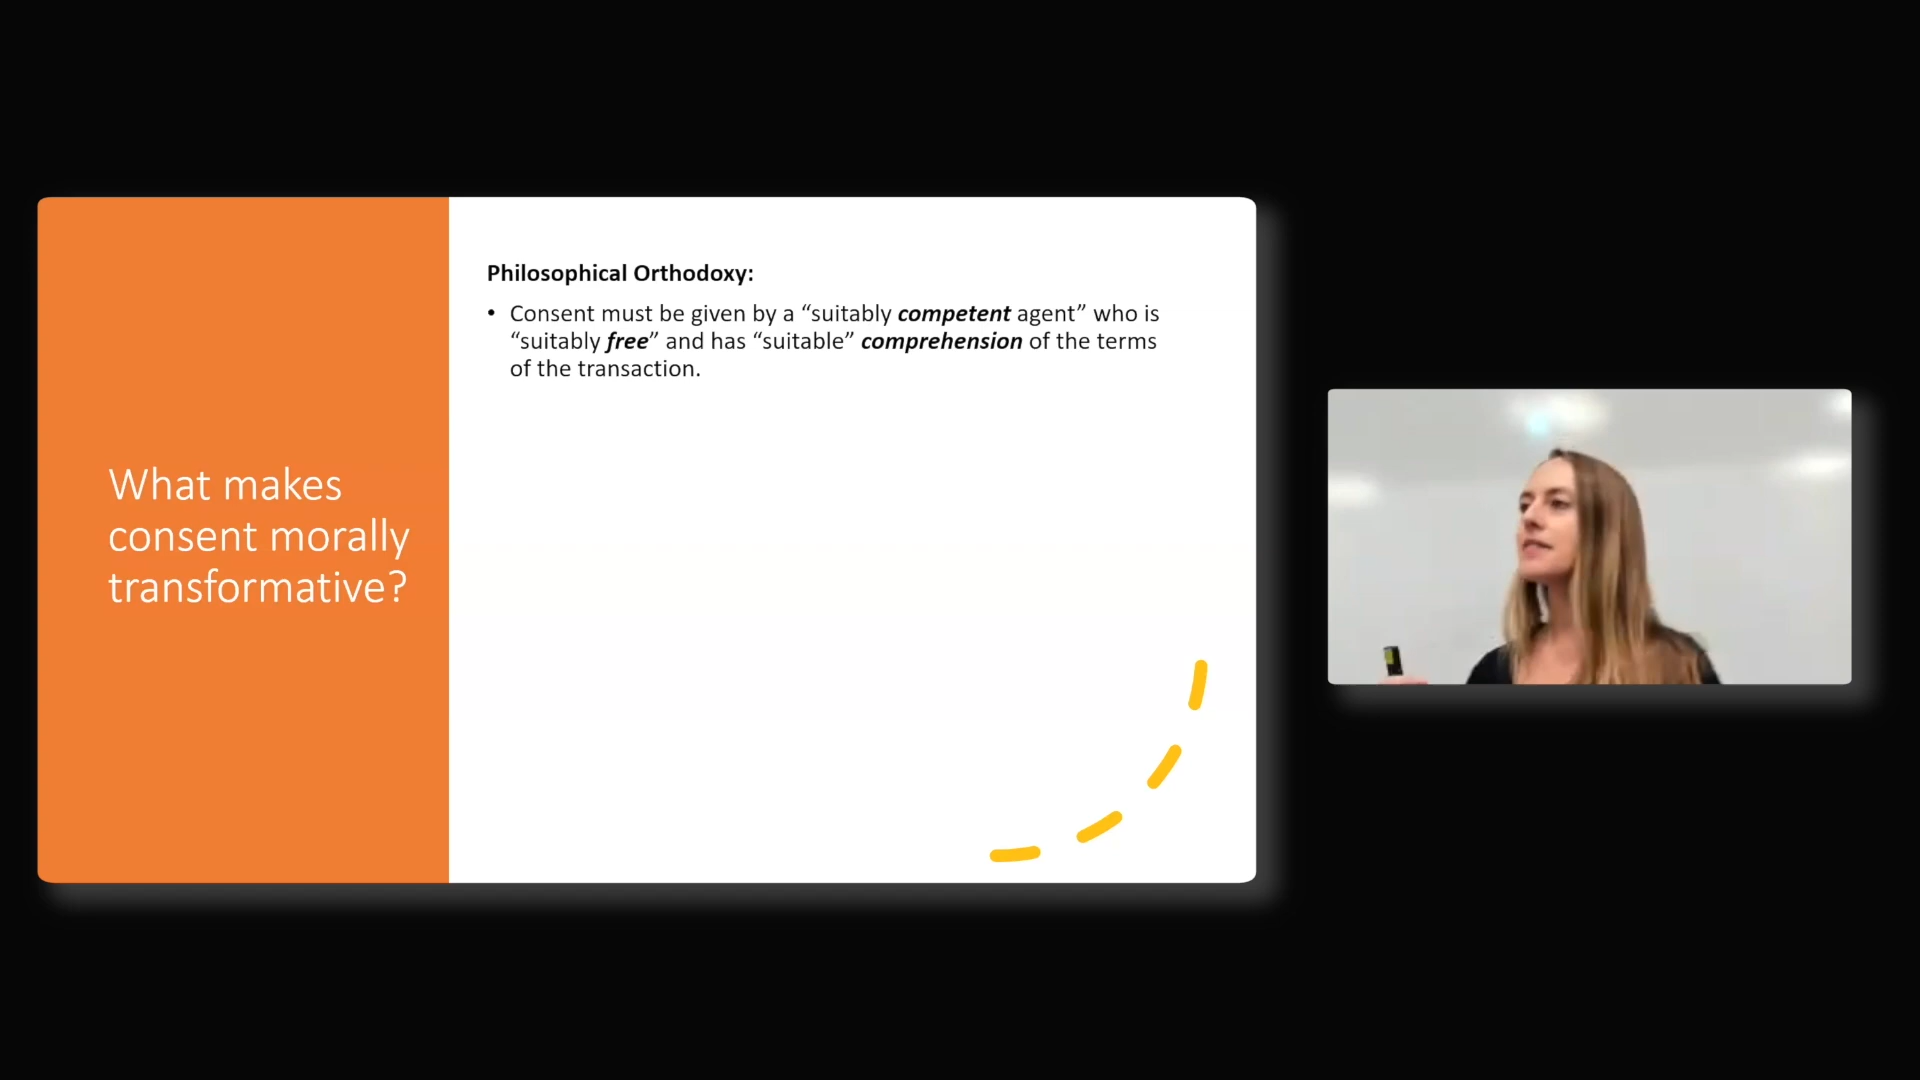 What makes
consent morally
transformative?
Philosophical Orthodoxy:
• Consent must be given by a “suitably competent agent” who is
“suitably free” and has “suitable” comprehension of the terms
of the transaction.